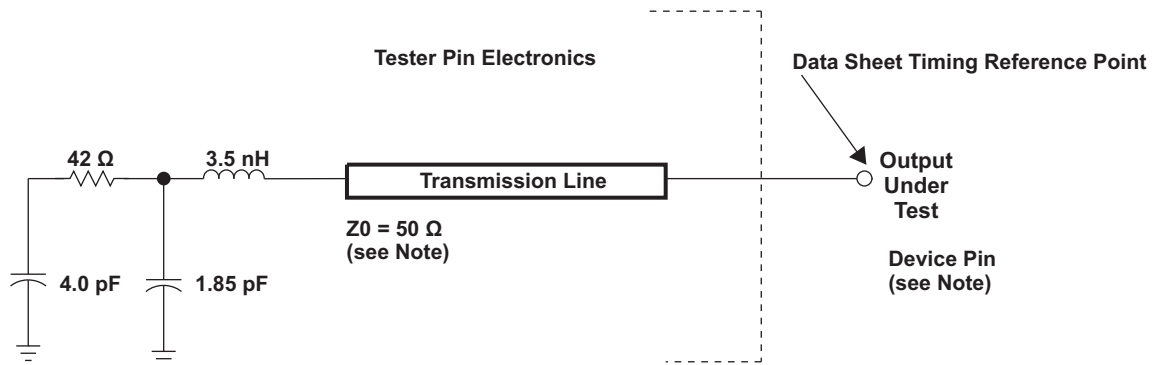 Tester Pin Electronics
Data Sheet Timing Reference Point
42 Ω
3.5 nH
Transmission Line
Output
Under
Test
Z0 = 50 Ω
(see Note)
Device Pin
(see Note)
4.0 pF
1.85 pF